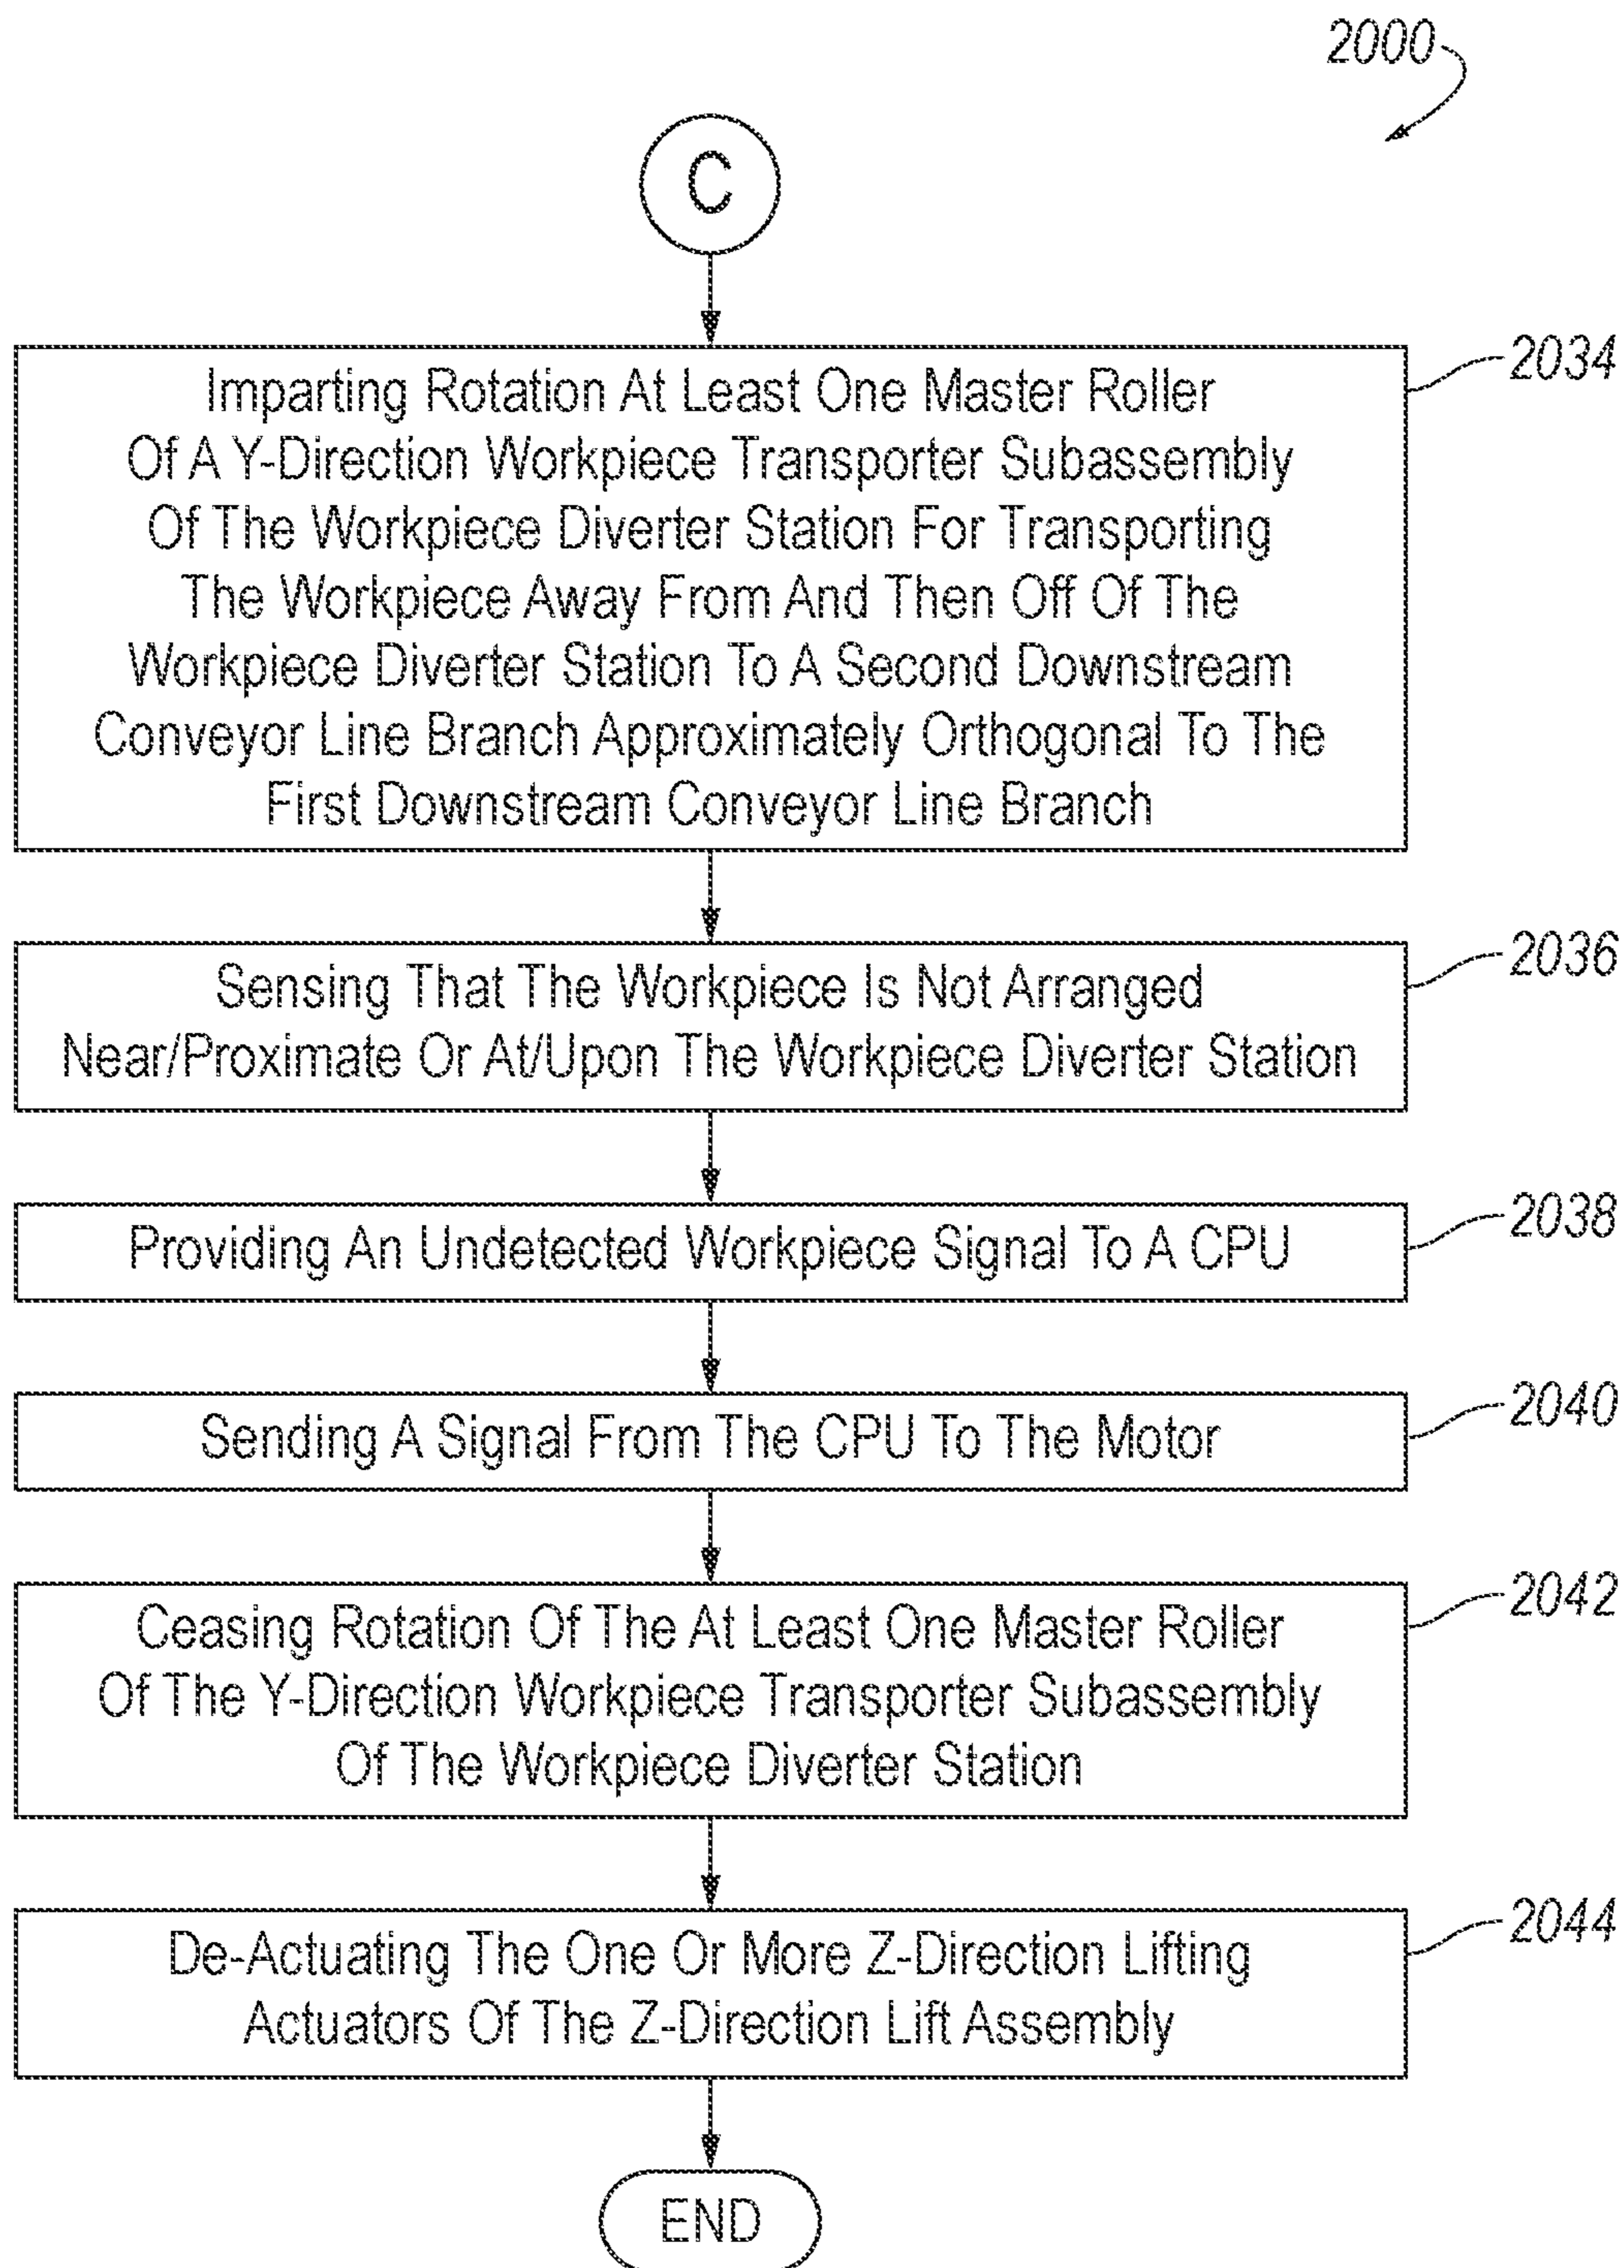 2000
C
Imparting Rotation At Least One Master Roller
Of A Y-Direction Workpiece Transporter Subassembly
Of The Workpiece Diverter Station For Transporting
The Workpiece Away From And Then Off Of The
Workpiece Diverter Station To A Second Downstream
Conveyor Line Branch Approximately Orthogonal To The
First Downstream Conveyor Line Branch
2034
Sensing That The Workpiece Is Not Arranged
Near/Proximate Or At/Upon The Workpiece Diverter Station
2036
Providing An Undetected Workpiece Signal To A CPU
2038
Sending A Signal From The CPU To The Motor
2040
Ceasing Rotation Of The At Least One Master Roller
Of The Y-Direction Workpiece Transporter Subassembly
Of The Workpiece Diverter Station
2042
De-Actuating The One Or More Z-Direction Lifting
Actuators Of The Z-Direction Lift Assembly
2044
END